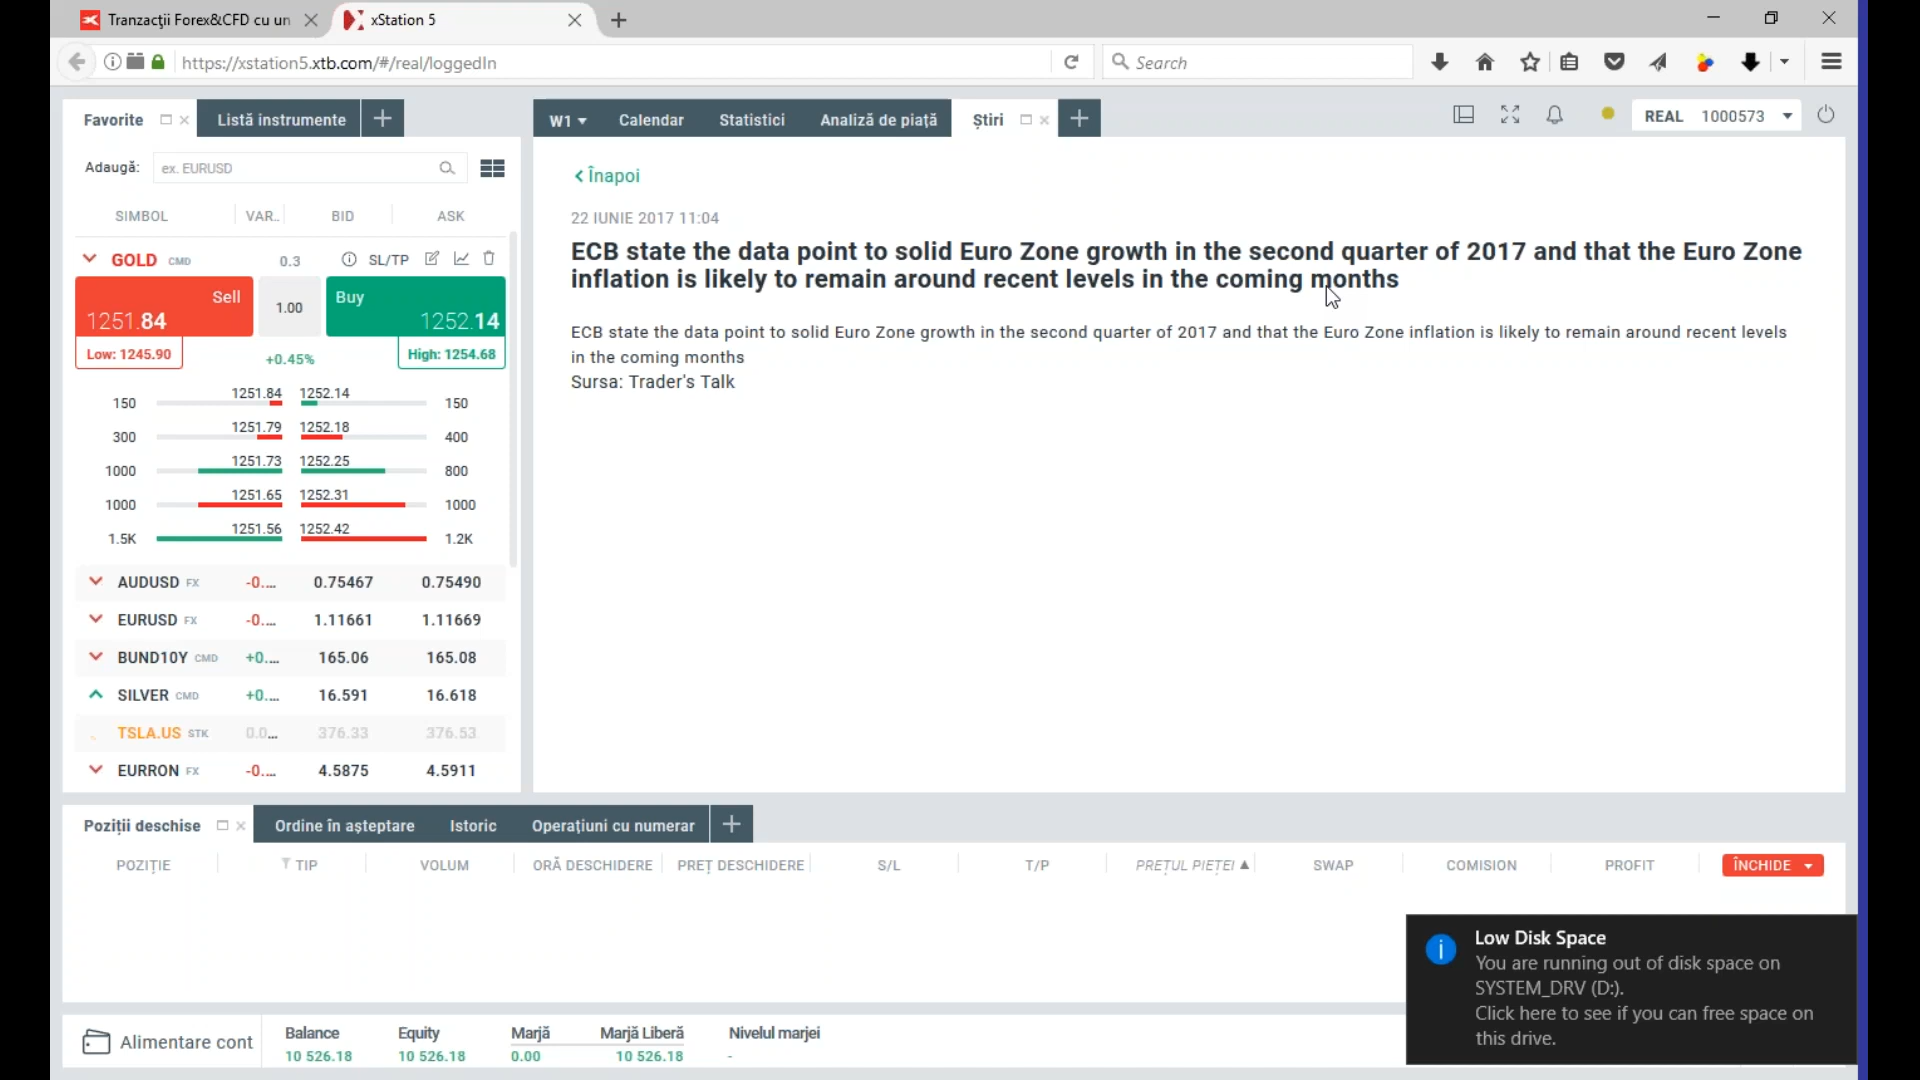 Tranzacţii Forex&CFD cu un
xStation 5
https://xstation5.xtb.com/#/real/loggedIn
Search
Favorite
Listă instrumente
W1
Calendar
Statistici
Analiză de piață
Știri
REAL 1000573
Adaugă:
ex. EURUSD
SIMBOL VAR.. BID ASK
GOLD CMD 0.3 SL/TP
Sell
1251.84
1.00
Buy
1252.14
Low: 1245.90
+0.45%
High: 1254.68
150 1251.84 1252.14 150
300 1251.79 1252.18 400
1000 1251.73 1252.25 800
1000 1251.65 1252.31 1000
1.5K 1251.56 1252.42 1.2K
AUDUSD FX -0.... 0.75467 0.75490
EURUSD FX -0.... 1.11661 1.11669
BUND10Y CMD +0.... 165.06 165.08
SILVER CMD +0.... 16.591 16.618
TSLA.US STK 0.0... 376.33 376.53
EURRON FX -0.... 4.5875 4.5911
Înapoi
22 IUNIE 2017 11:04
ECB state the data point to solid Euro Zone growth in the second quarter of 2017 and that the Euro Zone
inflation is likely to remain around recent levels in the coming months
ECB state the data point to solid Euro Zone growth in the second quarter of 2017 and that the Euro Zone inflation is likely to remain around recent levels
in the coming months
Sursa: Trader's Talk
Poziții deschise
Ordine în așteptare
Istoric
Operațiuni cu numerar
POZIȚIE TIP VOLUM ORĂ DESCHIDERE PREȚ DESCHIDERE S/L T/P PREȚUL PIEȚEI SWAP COMISION PROFIT ÎNCHIDE
Low Disk Space
You are running out of disk space on
SYSTEM_DRV (D:).
Click here to see if you can free space on
this drive.
Alimentare cont
Balance Equity Marjă Marjă Liberă Nivelul marjei
10 526.18 10 526.18 0.00 10 526.18 -